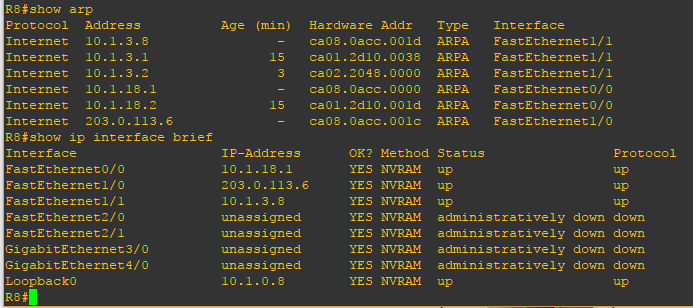 R8#show arp
Protocol  Address          Age (min)  Hardware Addr   Type   Interface
Internet  10.1.3.8                -   ca08.0acc.001d  ARPA   FastEthernet1/1
Internet  10.1.3.1               15   ca01.2d10.0038  ARPA   FastEthernet1/1
Internet  10.1.3.2                3   ca02.2048.0000  ARPA   FastEthernet1/1
Internet  10.1.18.1               -   ca08.0acc.0000  ARPA   FastEthernet0/0
Internet  10.1.18.2              15   ca01.2d10.001d  ARPA   FastEthernet0/0
Internet  203.0.113.6             -   ca08.0acc.001c  ARPA   FastEthernet1/0
R8#show ip interface brief
Interface                  IP-Address      OK? Method Status                Protocol
FastEthernet0/0            10.1.18.1       YES NVRAM  up                    up
FastEthernet1/0            203.0.113.6     YES NVRAM  up                    up
FastEthernet1/1            10.1.3.8        YES NVRAM  up                    up
FastEthernet2/0            unassigned      YES NVRAM  administratively down down
FastEthernet2/1            unassigned      YES NVRAM  administratively down down
GigabitEthernet3/0         unassigned      YES NVRAM  administratively down down
GigabitEthernet4/0         unassigned      YES NVRAM  administratively down down
Loopback0                  10.1.0.8        YES NVRAM  up                    up
R8#